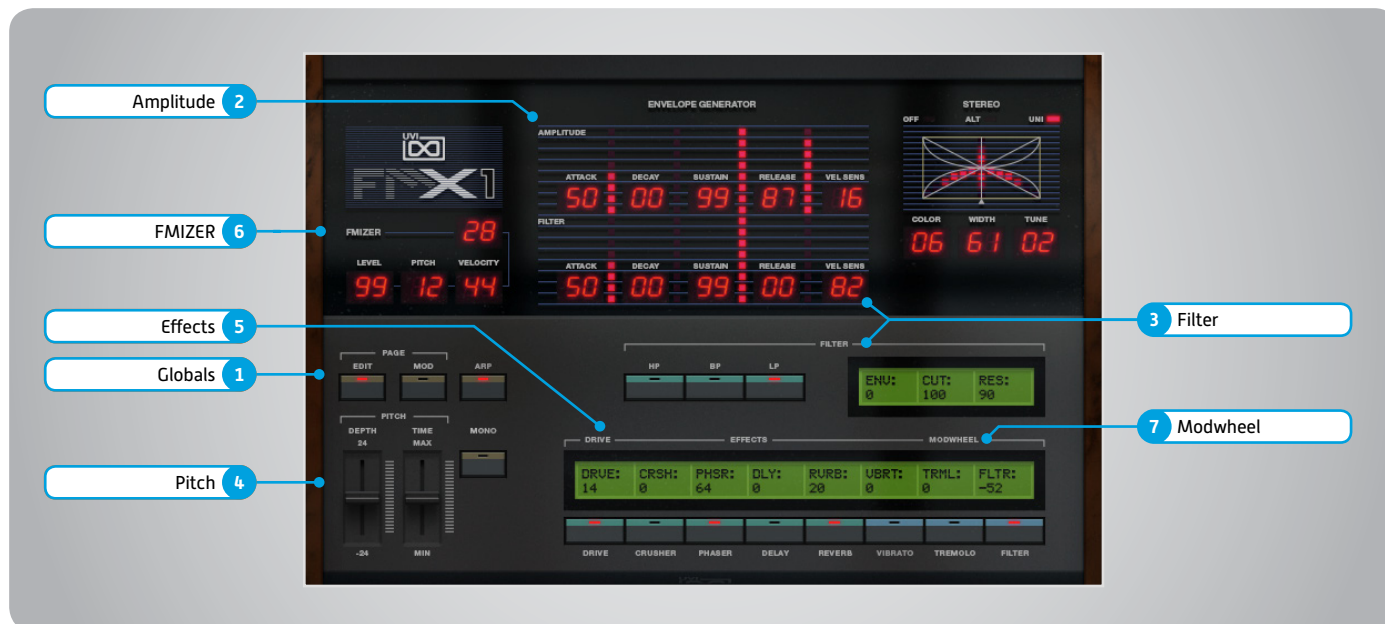 Amplitude 2
FMIZER 6
Effects 5
Globals 1
Pitch 4
3 Filter
7 Modwheel
UVI
FMX1
ENVELOPE GENERATOR
AMPLITUDE
ATTACK DECAY SUSTAIN RELEASE VEL SENS
50 00 99 87 16
FILTER
ATTACK DECAY SUSTAIN RELEASE VEL SENS
50 00 99 00 82
STEREO
OFF ALT UNI
COLOR WIDTH TUNE
06 61 02
FMIZER 28
LEVEL PITCH VELOCITY
99 12 44
PAGE
EDIT MOD ARP
PITCH
DEPTH TIME MONO
24 MAX
-24 MIN
FILTER
HP BP LP
ENV: CUT: RES:
0 100 90
DRIVE EFFECTS MODWHEEL
DRVE: CRSH: PHSR: DLY: RVRB: VBRT: TRML: FLTR:
14 0 64 0 20 0 0 -52
DRIVE CRUSHER PHASER DELAY REVERB VIBRATO TREMOLO FILTER